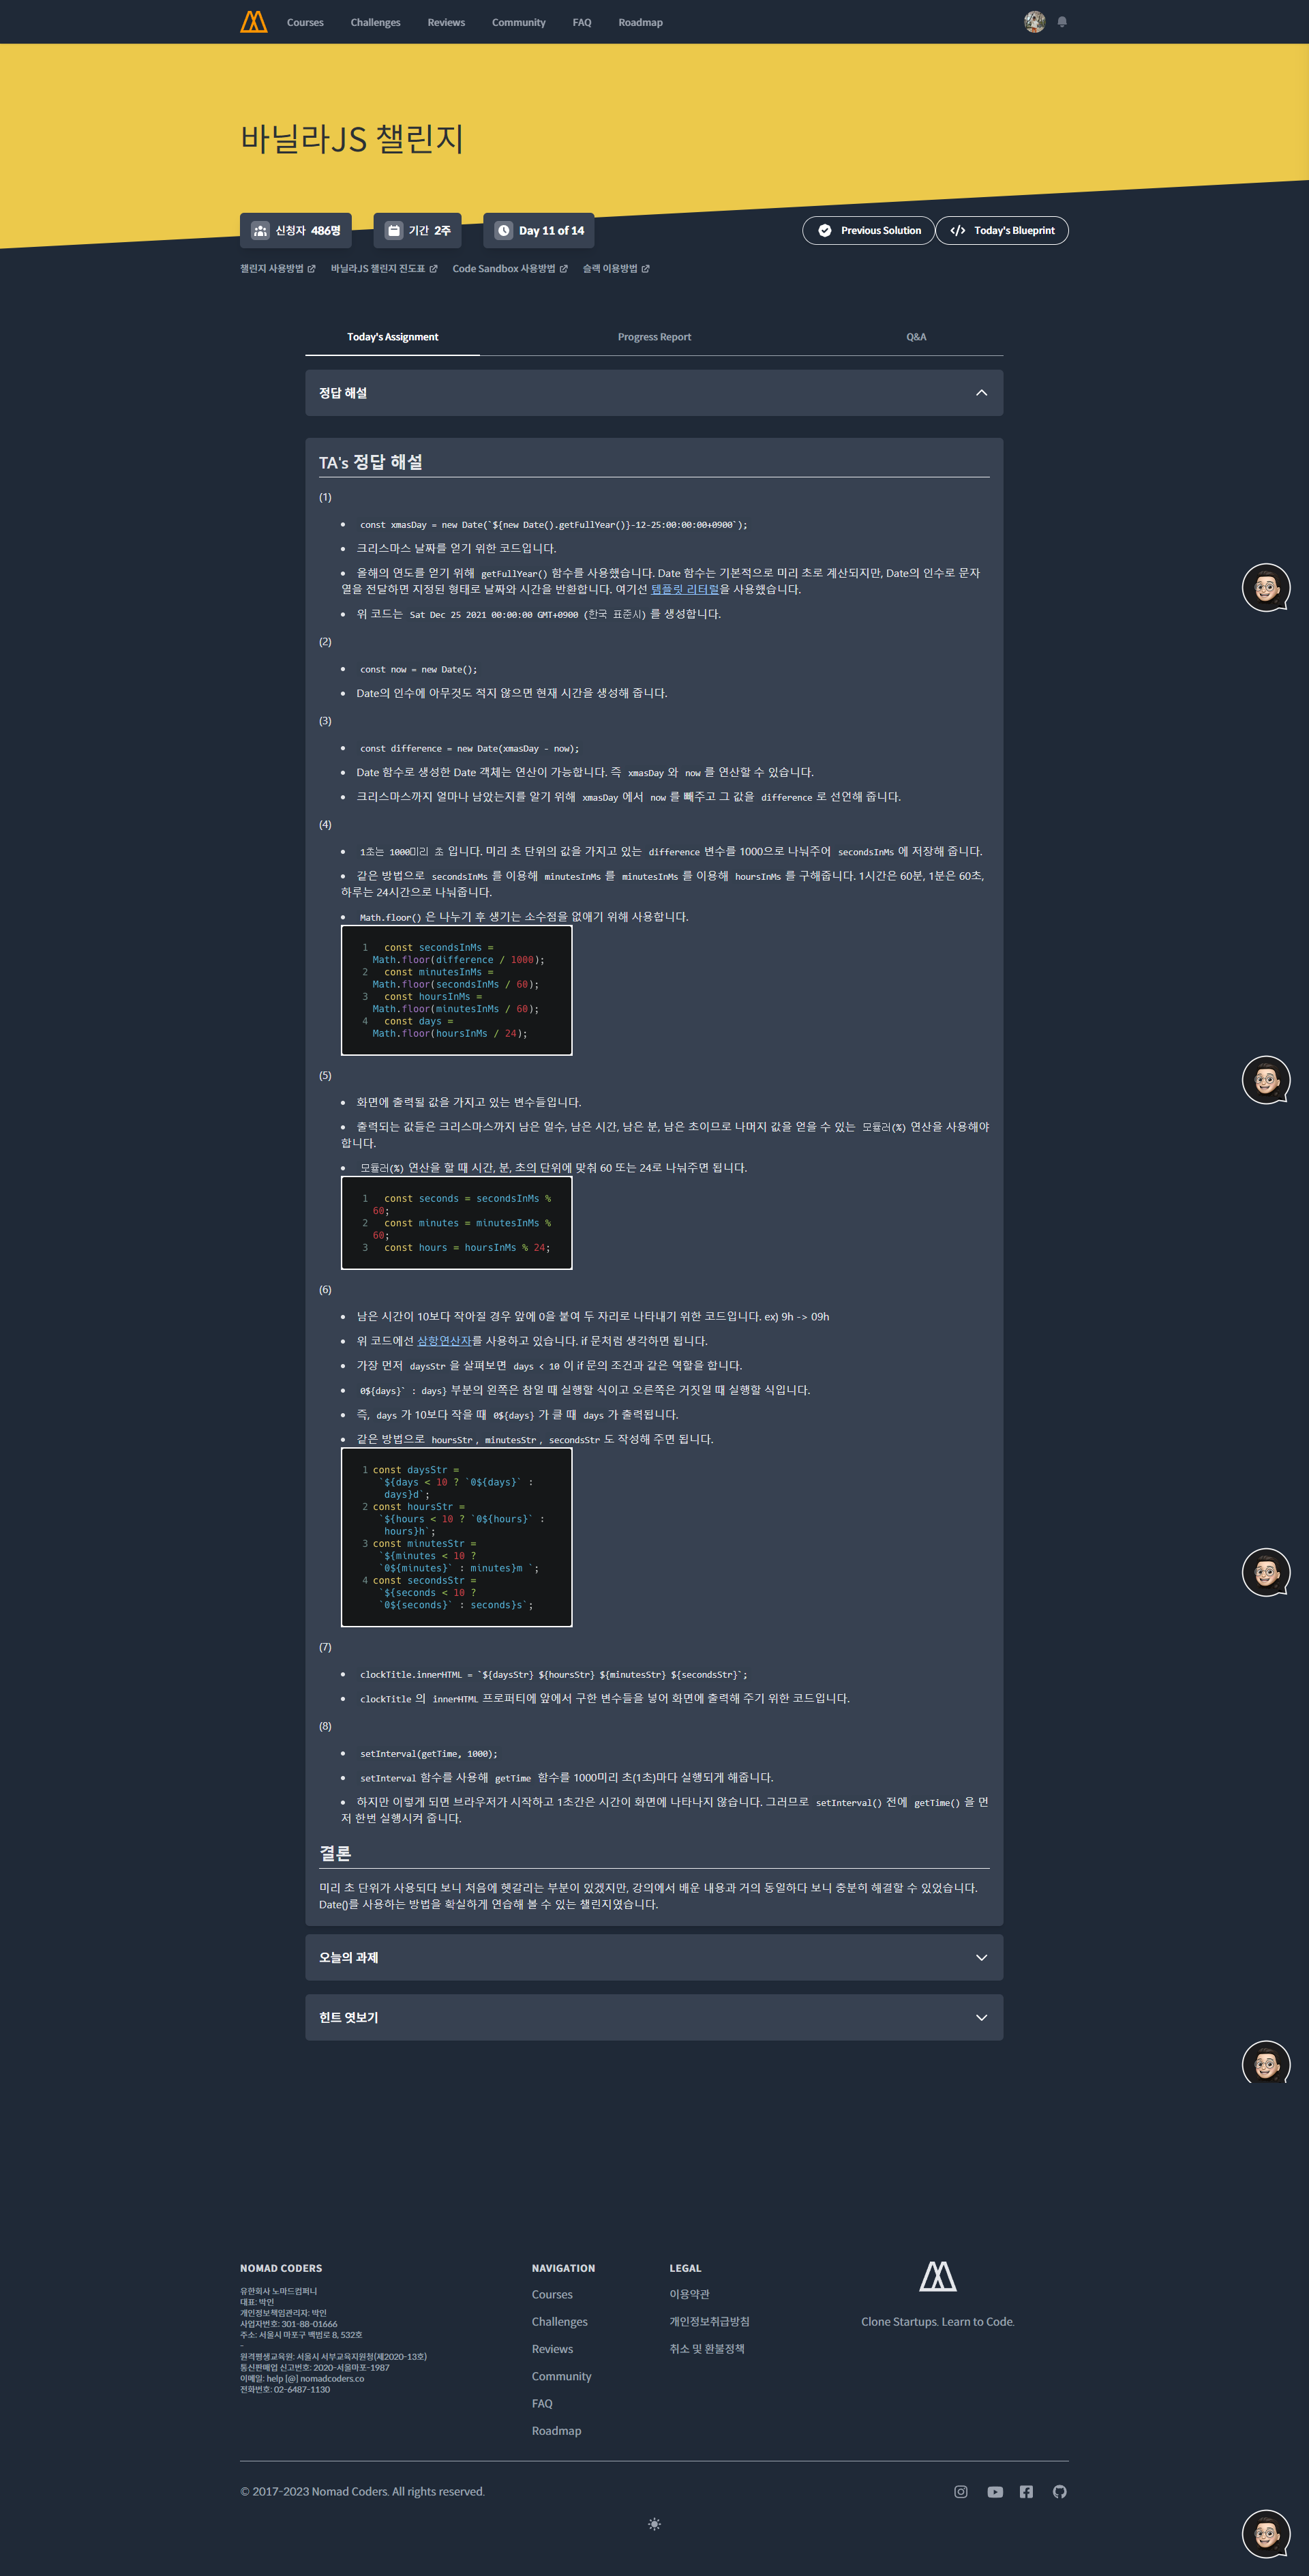 Courses Challenges Reviews Community FAQ Roadmap
바닐라JS 챌린지
신청자 486명 기간 2주 Day 11 of 14 Previous Solution Today's Blueprint
챌린지 사용방법 바닐라JS 챌린지 진도표 Code Sandbox 사용방법 슬랙 이용방법
Today's Assignment Progress Report Q&A
정답 해설
TA's 정답 해설
(1)
• const xmasDay = new Date(`${new Date().getFullYear()}-12-25:00:00:00+0900`);
• 크리스마스 날짜를 얻기 위한 코드입니다.
• 올해의 연도를 얻기 위해 getFullYear() 함수를 사용했습니다. Date 함수는 기본적으로 미리 초로 계산되지만, Date의 인수로 문자
열을 전달하면 지정된 형태로 날짜와 시간을 반환합니다. 여기선 템플릿 리터럴을 사용했습니다.
• 위 코드는 Sat Dec 25 2021 00:00:00 GMT+0900 (한국 표준시) 를 생성합니다.
(2)
• const now = new Date();
• Date의 인수에 아무것도 적지 않으면 현재 시간을 생성해 줍니다.
(3)
• const difference = new Date(xmasDay - now);
• Date 함수로 생성한 Date 객체는 연산이 가능합니다. 즉 xmasDay 와 now 를 연산할 수 있습니다.
• 크리스마스까지 얼마나 남았는지를 알기 위해 xmasDay 에서 now 를 빼주고 그 값을 difference 로 선언해 줍니다.
(4)
• 1초는 1000미리 초 입니다. 미리 초 단위의 값을 가지고 있는 difference 변수를 1000으로 나눠주어 secondsInMs 에 저장해 줍니다.
• 같은 방법으로 secondsInMs 를 이용해 minutesInMs 를 minutesInMs 를 이용해 hoursInMs 를 구해줍니다. 1시간은 60분, 1분은 60초,
하루는 24시간으로 나눠줍니다.
• Math.floor() 은 나누기 후 생기는 소수점을 없애기 위해 사용합니다.
1 const secondsInMs =
Math.floor(difference / 1000);
2 const minutesInMs =
Math.floor(secondsInMs / 60);
3 const hoursInMs =
Math.floor(minutesInMs / 60);
4 const days =
Math.floor(hoursInMs / 24);
(5)
• 화면에 출력될 값을 가지고 있는 변수들입니다.
• 출력되는 값들은 크리스마스까지 남은 일수, 남은 시간, 남은 분, 남은 초이므로 나머지 값을 얻을 수 있는 모듈러(%) 연산을 사용해야
합니다.
• 모듈러(%) 연산을 할 때 시간, 분, 초의 단위에 맞춰 60 또는 24로 나눠주면 됩니다.
1 const seconds = secondsInMs %
60;
2 const minutes = minutesInMs %
60;
3 const hours = hoursInMs % 24;
(6)
• 남은 시간이 10보다 작아질 경우 앞에 0을 붙여 두 자리로 나타내기 위한 코드입니다. ex) 9h -> 09h
• 위 코드에선 삼항연산자를 사용하고 있습니다. if 문처럼 생각하면 됩니다.
• 가장 먼저 daysStr 을 살펴보면 days < 10 이 if 문의 조건과 같은 역할을 합니다.
• 0${days}` : days} 부분의 왼쪽은 참일 때 실행할 식이고 오른쪽은 거짓일 때 실행할 식입니다.
• 즉, days 가 10보다 작을 때 0${days} 가 클 때 days 가 출력됩니다.
• 같은 방법으로 hoursStr , minutesStr , secondsStr 도 작성해 주면 됩니다.
1 const daysStr =
`${days < 10 ? `0${days}` :
days}d`;
2 const hoursStr =
`${hours < 10 ? `0${hours}` :
hours}h`;
3 const minutesStr =
`${minutes < 10 ?
`0${minutes}` : minutes}m `;
4 const secondsStr =
`${seconds < 10 ?
`0${seconds}` : seconds}s`;
(7)
• clockTitle.innerHTML = `${daysStr} ${hoursStr} ${minutesStr} ${secondsStr}`;
• clockTitle 의 innerHTML 프로퍼티에 앞에서 구한 변수들을 넣어 화면에 출력해 주기 위한 코드입니다.
(8)
• setInterval(getTime, 1000);
• setInterval 함수를 사용해 getTime 함수를 1000미리 초(1초)마다 실행되게 해줍니다.
• 하지만 이렇게 되면 브라우저가 시작하고 1초간은 시간이 화면에 나타나지 않습니다. 그러므로 setInterval() 전에 getTime() 을 먼
저 한번 실행시켜 줍니다.
결론
미리 초 단위가 사용되다 보니 처음에 헷갈리는 부분이 있겠지만, 강의에서 배운 내용과 거의 동일하다 보니 충분히 해결할 수 있었습니다.
Date()를 사용하는 방법을 확실하게 연습해 볼 수 있는 챌린지였습니다.
오늘의 과제
힌트 엿보기
NOMAD CODERS
유한회사 노마드컴퍼니
대표: 박인
개인정보책임관리자: 박인
사업자번호: 301-88-01666
주소: 서울시 마포구 백범로 8, 532호
-
원격평생교육원: 서울시 서부교육지원청(제2020-13호)
통신판매업 신고번호: 2020-서울마포-1987
이메일: help [@] nomadcoders.co
전화번호: 02-6487-1130
NAVIGATION
Courses
Challenges
Reviews
Community
FAQ
Roadmap
LEGAL
이용약관
개인정보취급방침
취소 및 환불정책
Clone Startups. Learn to Code.
© 2017-2023 Nomad Coders. All rights reserved.